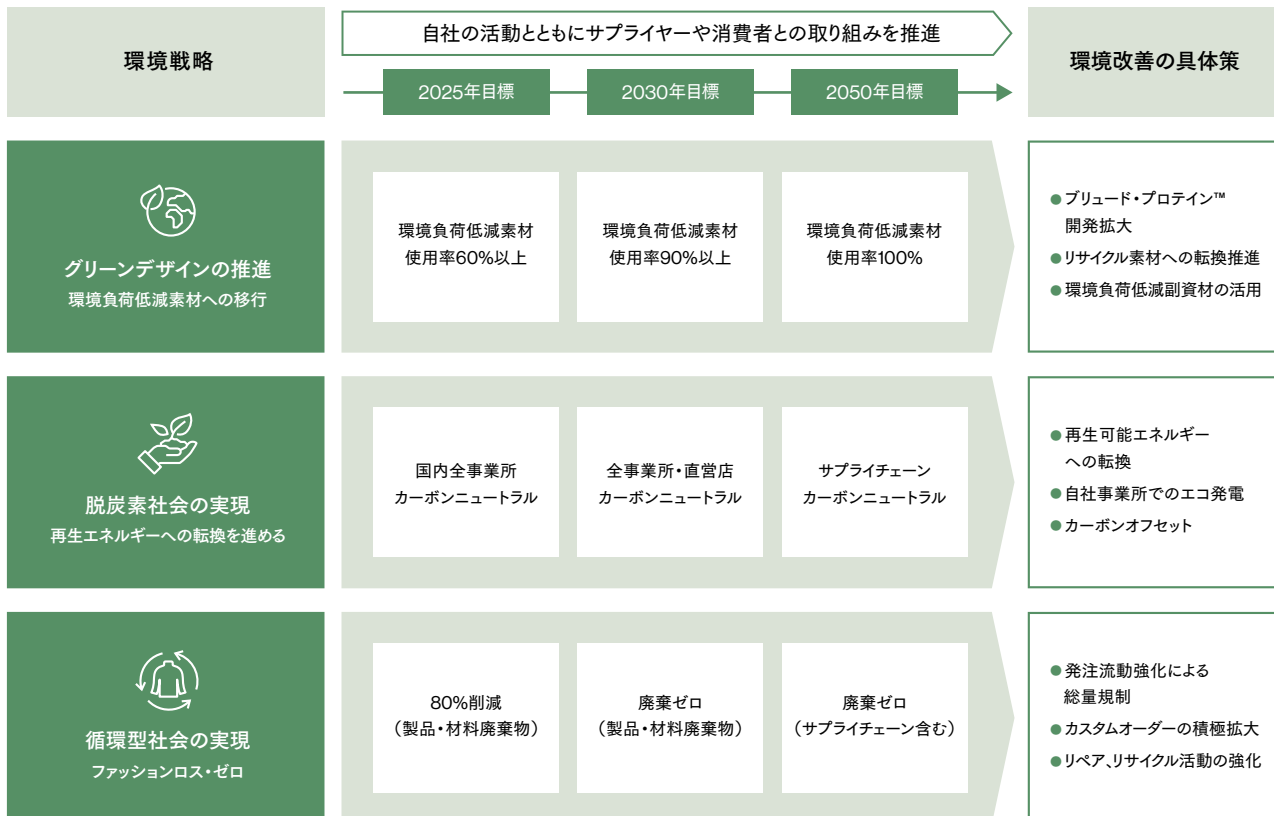 環境戦略
自社の活動とともにサプライヤーや消費者との取り組みを推進
2025年目標
2030年目標
2050年目標
環境改善の具体策
グリーンデザインの推進
環境負荷低減素材への移行
環境負荷低減素材
使用率60%以上
環境負荷低減素材
使用率90%以上
環境負荷低減素材
使用率100%
●ブリュード・プロテイン™
開発拡大
●リサイクル素材への転換推進
●環境負荷低減副資材の活用
脱炭素社会の実現
再生エネルギーへの転換を進める
国内全事業所
カーボンニュートラル
全事業所・直営店
カーボンニュートラル
サプライチェーン
カーボンニュートラル
●再生可能エネルギー
への転換
●自社事業所でのエコ発電
●カーボンオフセット
循環型社会の実現
ファッションロス・ゼロ
80%削減
（製品・材料廃棄物）
廃棄ゼロ
（製品・材料廃棄物）
廃棄ゼロ
（サプライチェーン含む）
●発注流動強化による
総量規制
●カスタムオーダーの積極拡大
●リペア、リサイクル活動の強化